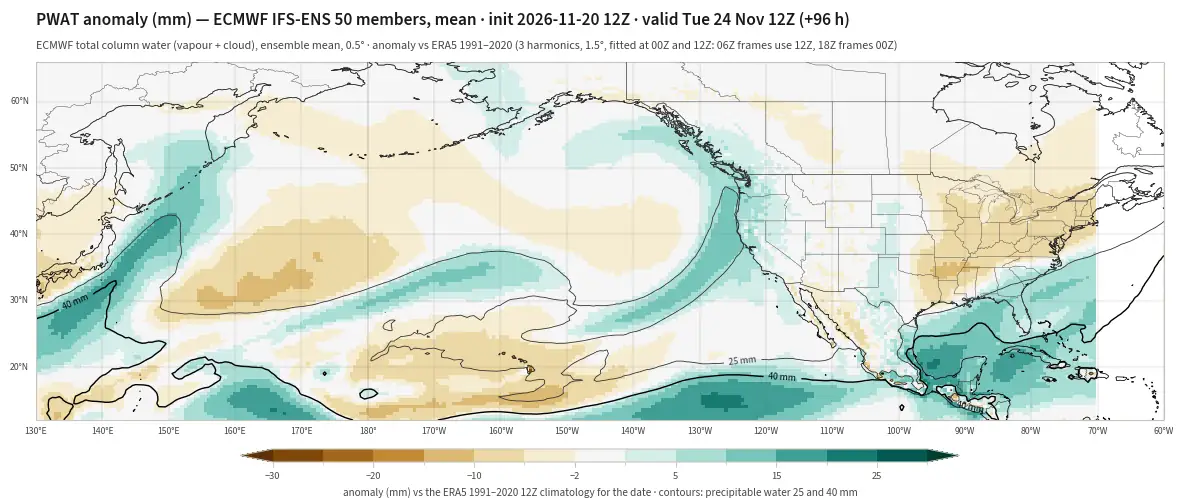 PWAT anomaly (mm) — ECMWF IFS-ENS 50 members, mean · init 2026-11-20 12Z · valid Tue 24 Nov 12Z (+96 h)
ECMWF total column water (vapour + cloud), ensemble mean, 0.5° · anomaly vs ERA5 1991–2020 (3 harmonics, 1.5°, fitted at 00Z and 12Z: 06Z frames use 12Z, 18Z frames 00Z)
60°N
50°N
40°N
30°N
20°N
40 mm
25 mm
40 mm
130°E 140°E 150°E 160°E 170°E 180° 170°W 160°W 150°W 140°W 130°W 120°W 110°W 100°W 90°W 80°W 70°W 60°W
−30 −20 −10 −2 5 15 25
anomaly (mm) vs the ERA5 1991–2020 12Z climatology for the date · contours: precipitable water 25 and 40 mm